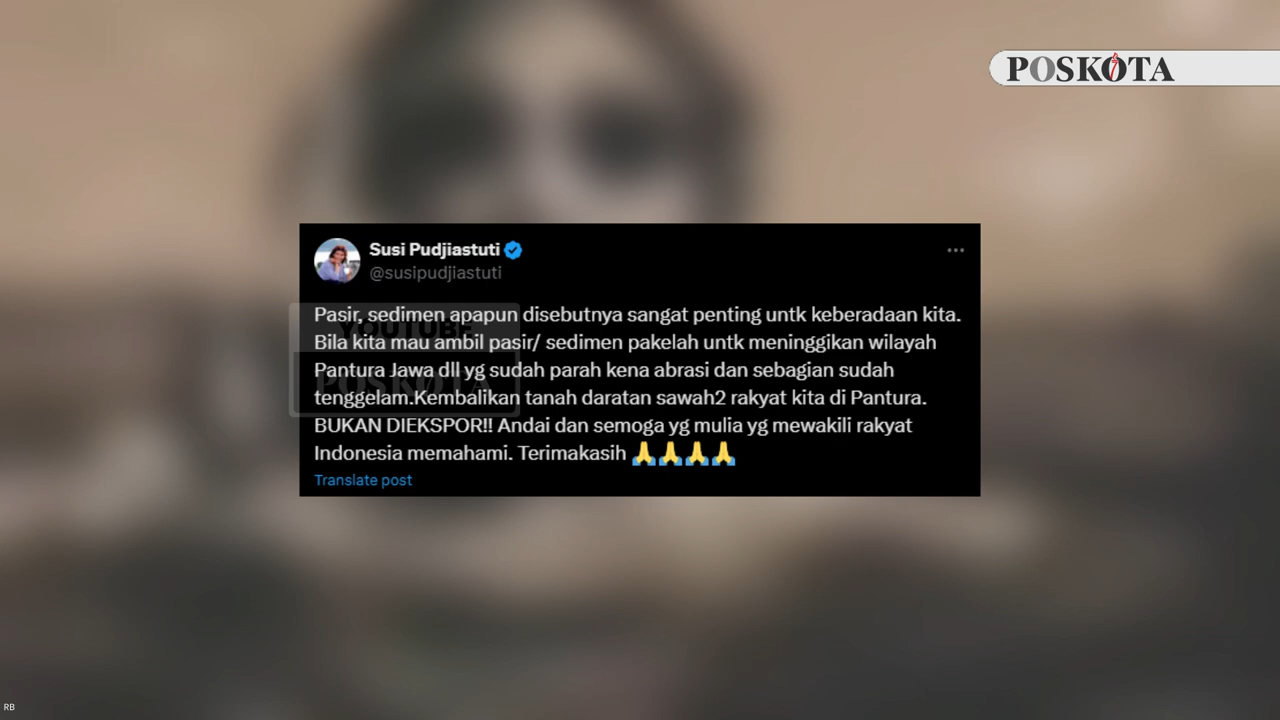 POSKOTA
Susi Pudjiastuti
@susipudjiastuti
Pasir, sedimen apapun disebutnya sangat penting untk keberadaan kita.
Bila kita mau ambil pasir/ sedimen pakelah untk meninggikan wilayah
Pantura Jawa dll yg sudah parah kena abrasi dan sebagian sudah
tenggelam.Kembalikan tanah daratan sawah2 rakyat kita di Pantura.
BUKAN DIEKSPOR!! Andai dan semoga yg mulia yg mewakili rakyat
Indonesia memahami. Terimakasih 🙏🙏🙏🙏
Translate post
YOUTUBE
POSKOTA
RB